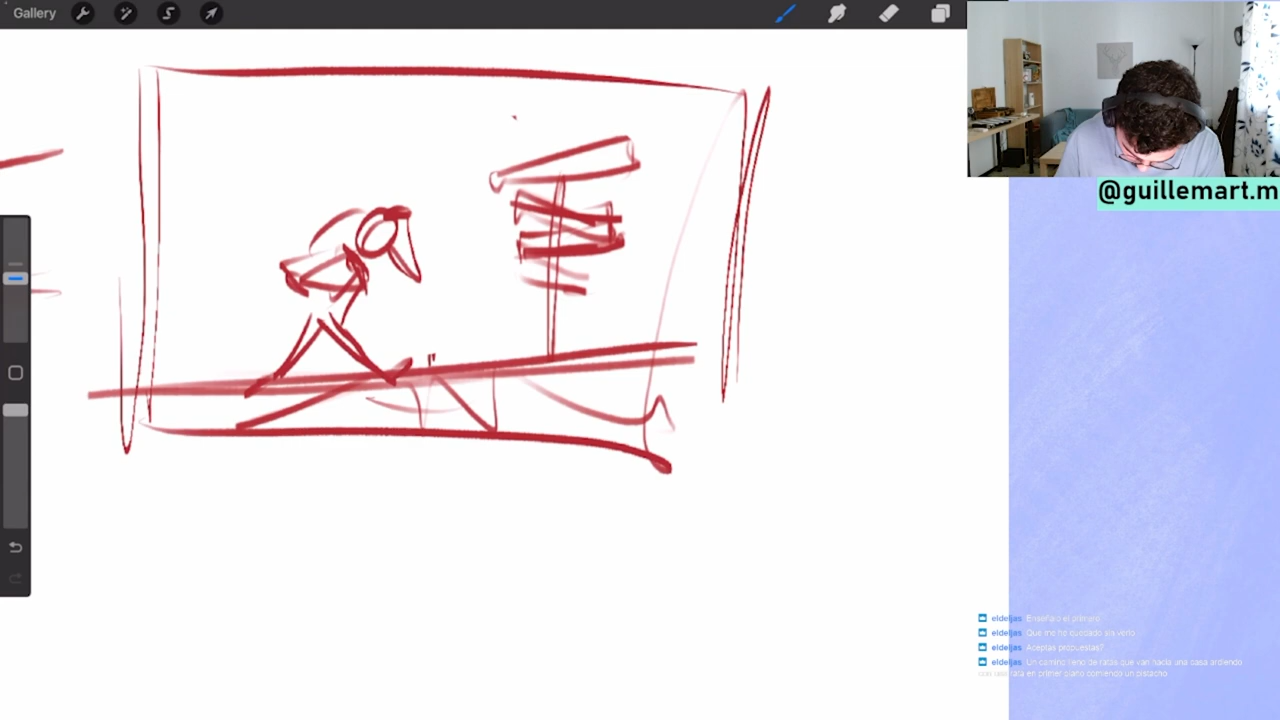 Gallery
@guillemart.m
eldeljas Enséñalo el primero
eldeljas Que me he quedado sin verlo
eldeljas Aceptas propuestas?
eldeljas Un camino lleno de ratas que van hacia una casa ardiendo
rata en primer plano comiendo un pistacho